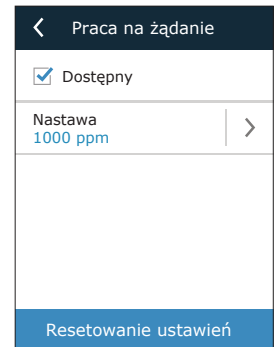 Praca na żądanie
Dostępny
Nastawa
1000 ppm
Resetowanie ustawień